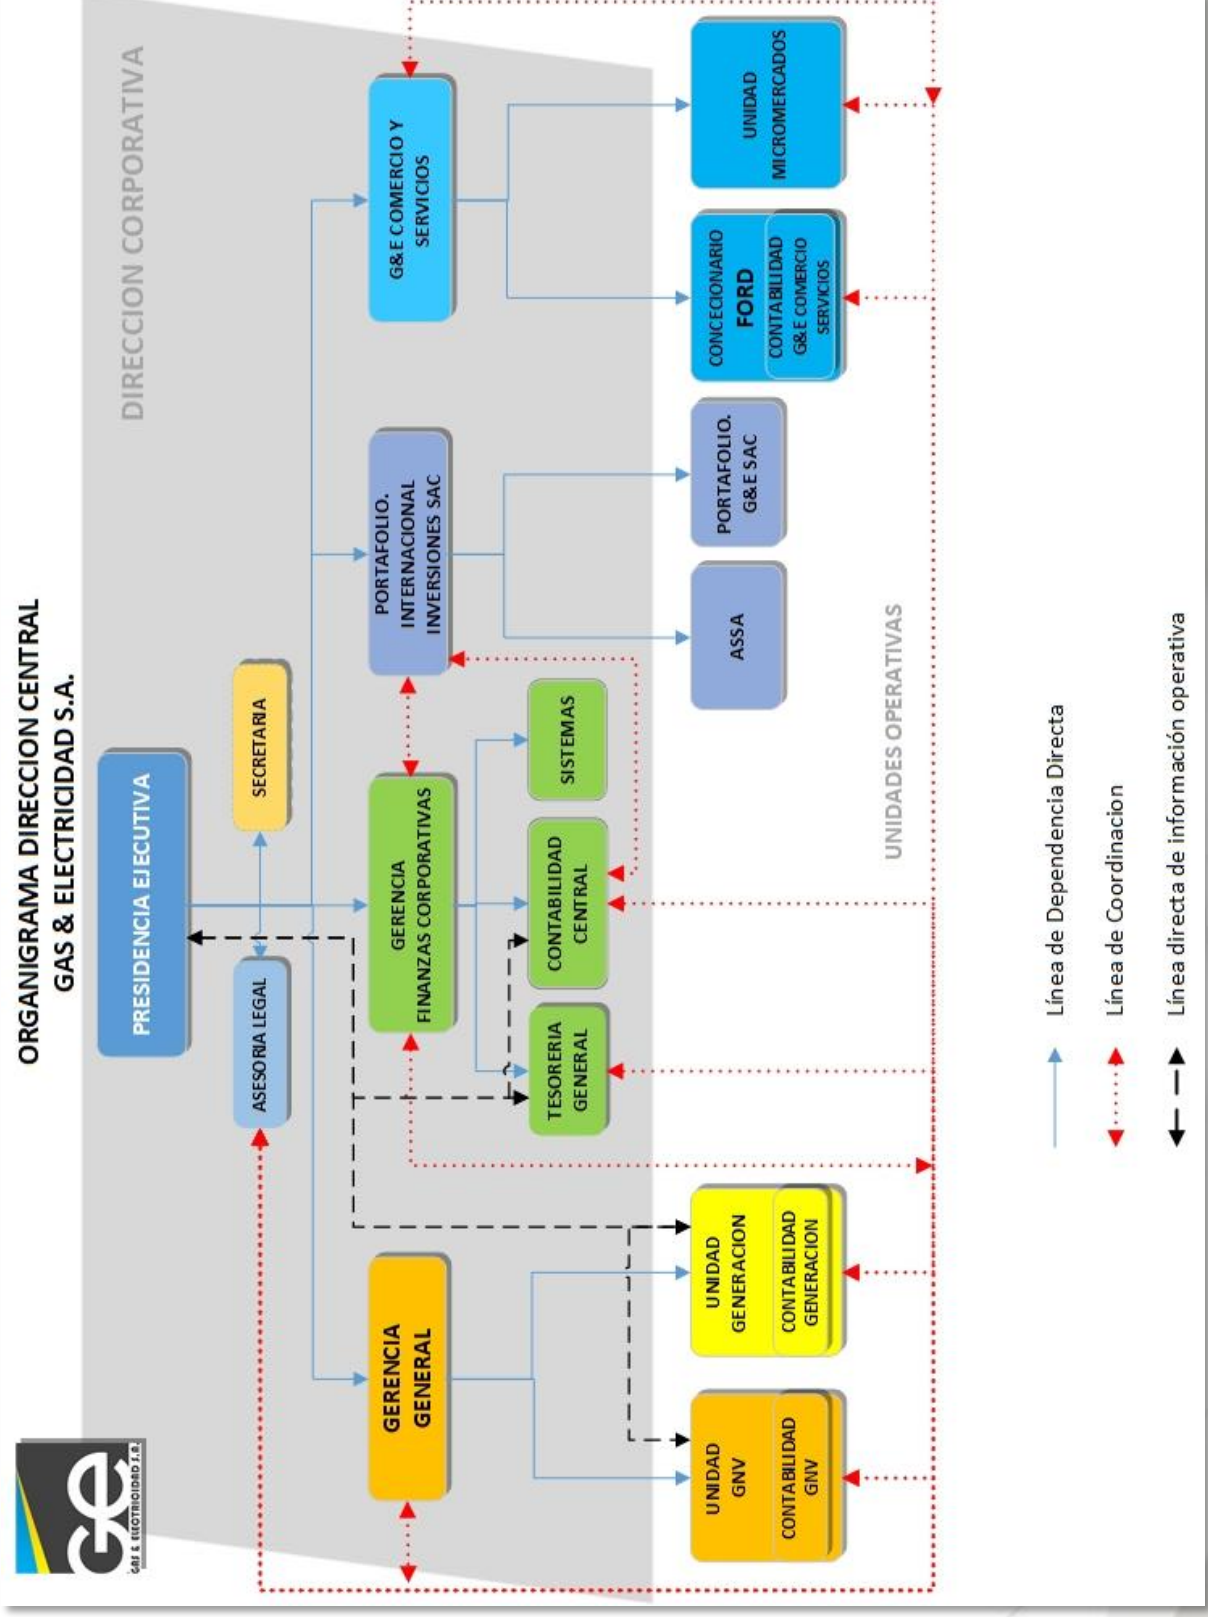 ORGANIGRAMA DIRECCION CENTRAL
GAS & ELECTRICIDAD S.A.
GE
GAS & ELECTRICIDAD S.A.
DIRECCION CORPORATIVA
PRESIDENCIA EJECUTIVA
ASESORIA LEGAL
SECRETARIA
GERENCIA
GENERAL
GERENCIA
FINANZAS CORPORATIVAS
PORTAFOLIO.
INTERNACIONAL
INVERSIONES SAC
G&E COMERCIO Y
SERVICIOS
TESORERIA
GENERAL
CONTABILIDAD
CENTRAL
SISTEMAS
UNIDAD
GNV
CONTABILIDAD
GNV
UNIDAD
GENERACION
CONTABILIDAD
GENERACION
ASSA
PORTAFOLIO.
G&E SAC
CONCECIONARIO
FORD
CONTABILIDAD
G&E COMERCIO
SERVICIOS
UNIDAD
MICROMERCADOS
UNIDADES OPERATIVAS
Línea de Dependencia Directa
Línea de Coordinacion
Línea directa de información operativa